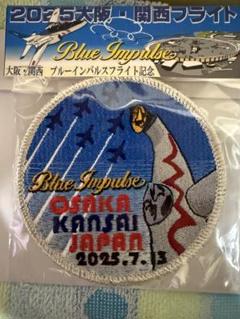 2025大阪・関西フライト
Blue Impulse
大阪・関西 ブルーインパルスフライト記念
Blue Impulse
OSAKA
KANSAI
JAPAN
2025.7.13